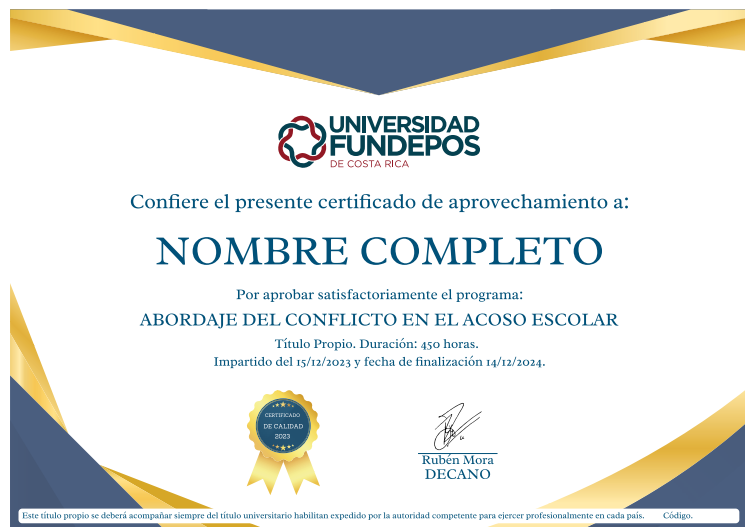 UNIVERSIDAD
FUNDEPOS
DE COSTA RICA
Confiere el presente certificado de aprovechamiento a:
NOMBRE COMPLETO
Por aprobar satisfactoriamente el programa:
ABORDAJE DEL CONFLICTO EN EL ACOSO ESCOLAR
Título Propio. Duración: 450 horas.
Impartido del 15/12/2023 y fecha de finalización 14/12/2024.
CERTIFICADO
DE CALIDAD
2023
Rubén Mora
DECANO
Este título propio se deberá acompañar siempre del título universitario habilitan expedido por la autoridad competente para ejercer profesionalmente en cada país. Código.